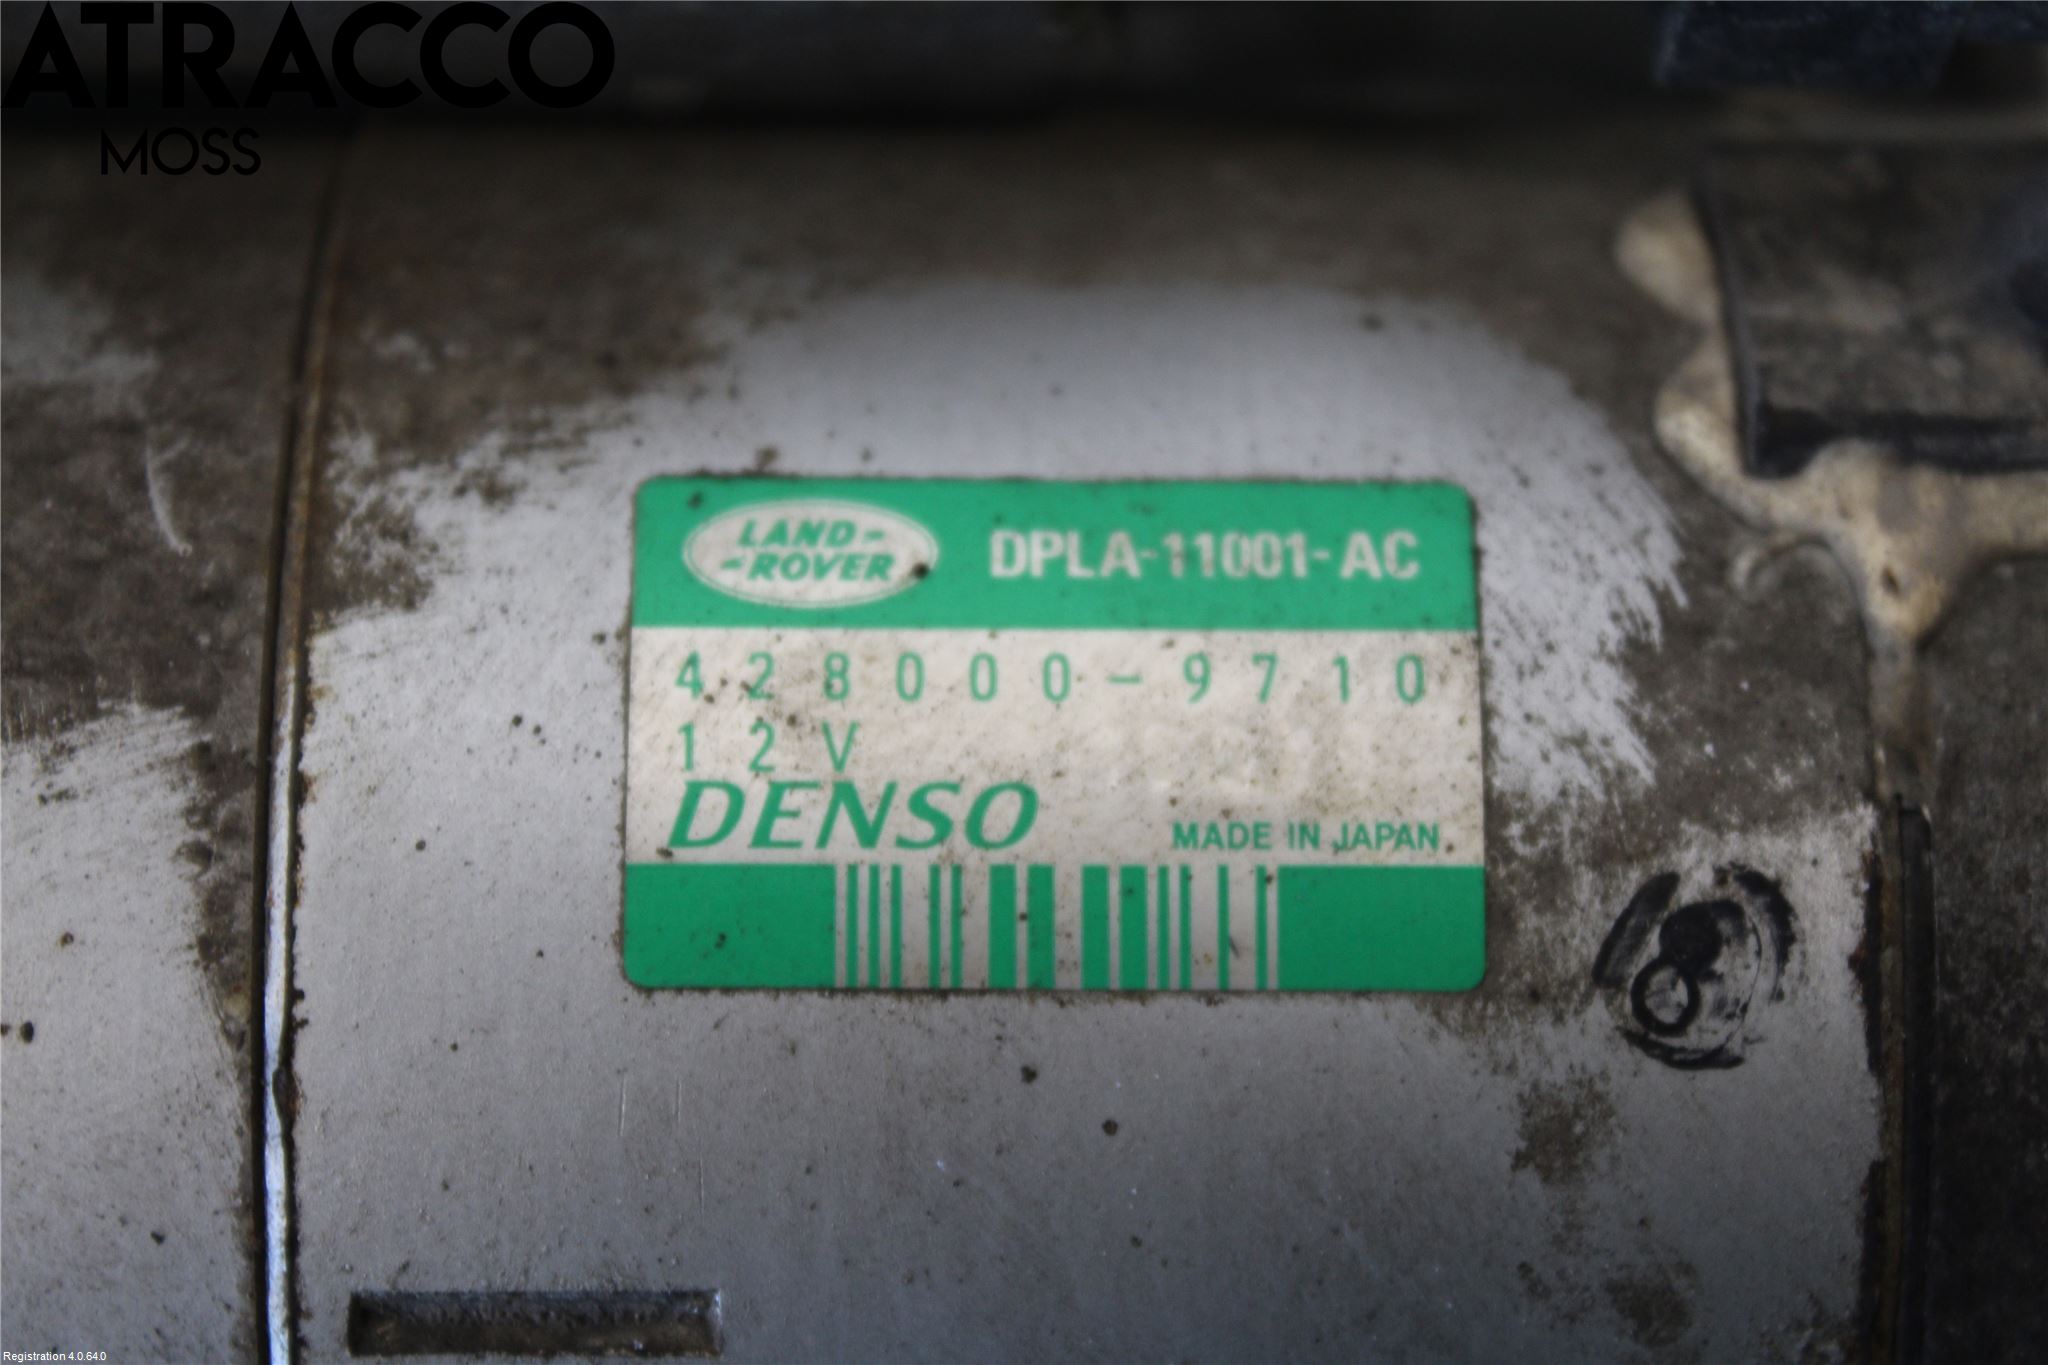 ATRACCO
MOSS
LAND-
-ROVER
DPLA-11001-AC
428000-9710
12V
DENSO
MADE IN JAPAN
8
Registration 4.0.64.0